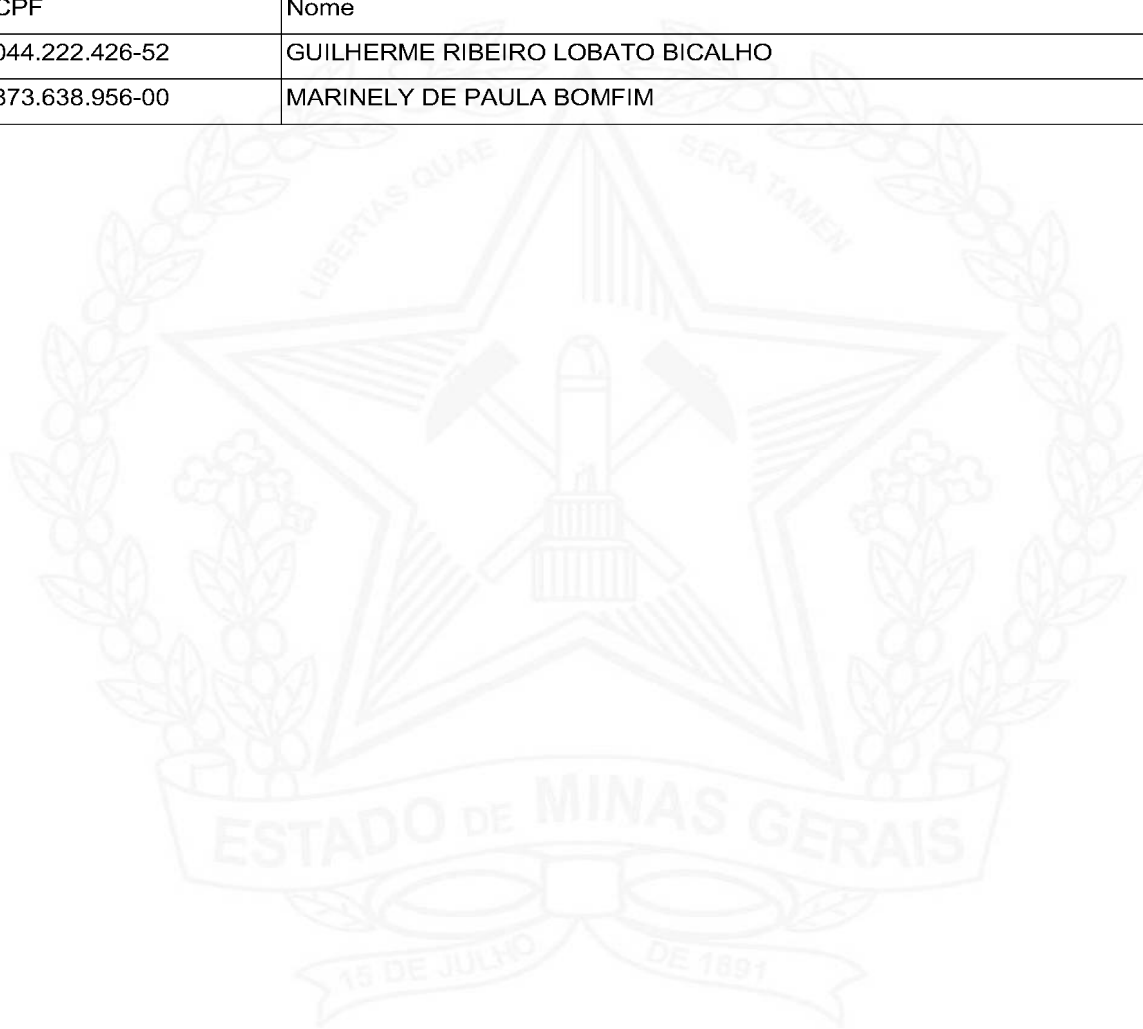 CPF Nome
044.222.426-52 GUILHERME RIBEIRO LOBATO BICALHO
873.638.956-00 MARINELY DE PAULA BOMFIM
LIBERTAS QUAE SERA TAMEN
ESTADO DE MINAS GERAIS
15 DE JULHO DE 1891